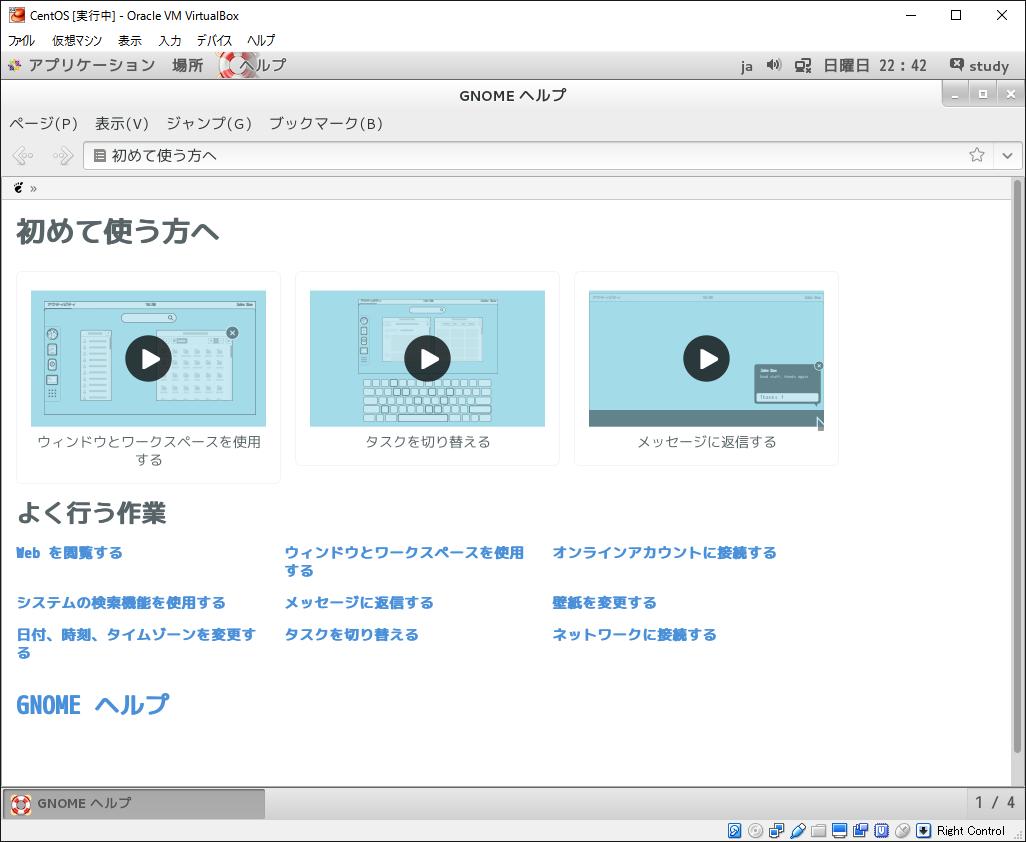 CentOS [実行中] - Oracle VM VirtualBox
ファイル 仮想マシン 表示 入力 デバイス ヘルプ
アプリケーション 場所 ヘルプ ja 日曜日 22 : 42 study
GNOME ヘルプ
ページ(P) 表示(V) ジャンプ(G) ブックマーク(B)
初めて使う方へ
»
初めて使う方へ
ウィンドウとワークスペースを使用
する
タスクを切り替える
Thanks !
メッセージに返信する
よく行う作業
Web を閲覧する
ウィンドウとワークスペースを使用
する
オンラインアカウントに接続する
システムの検索機能を使用する
メッセージに返信する
壁紙を変更する
日付、時刻、タイムゾーンを変更す
る
タスクを切り替える
ネットワークに接続する
GNOME ヘルプ
GNOME ヘルプ 1 / 4
Right Control